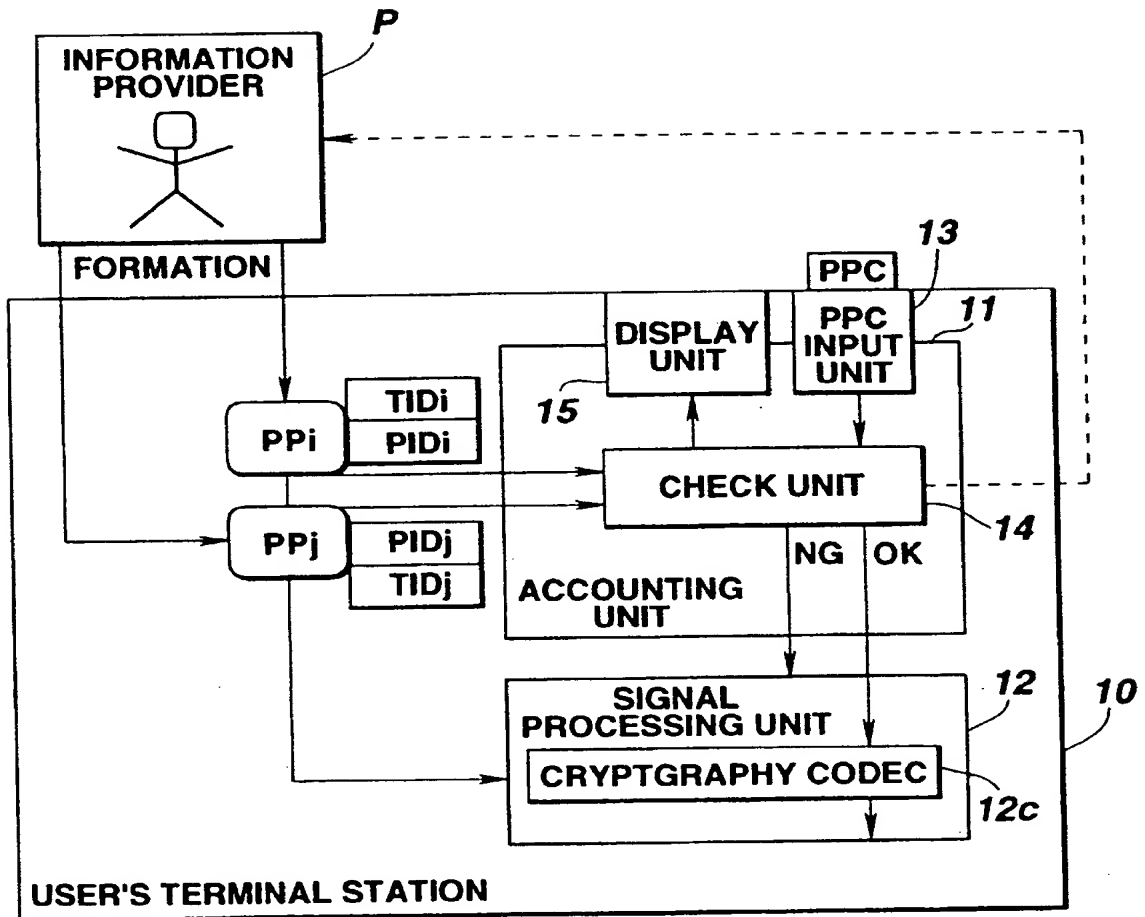 P
INFORMATION
PROVIDER
FORMATION
PPC
13
DISPLAY
UNIT
PPC
INPUT
UNIT
11
15
TIDi
PPi
PIDi
CHECK UNIT
14
PPj
PIDj
TIDj
NG OK
ACCOUNTING
UNIT
SIGNAL
PROCESSING UNIT
12
10
CRYPTGRAPHY CODEC
12c
USER'S TERMINAL STATION